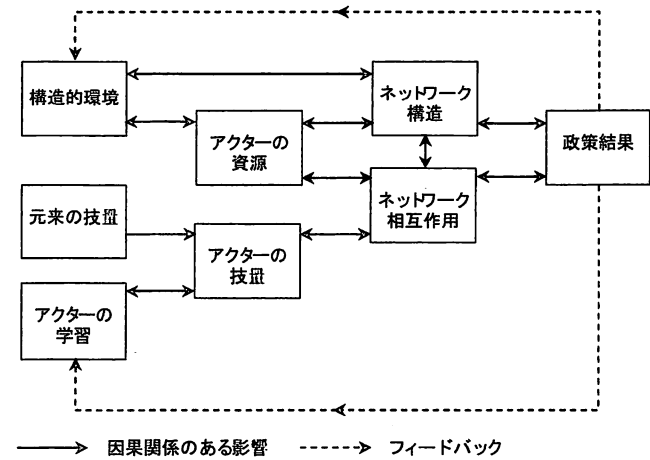 構造的環境
ネットワーク
構造
アクターの
資源
政策結果
元来の技量
ネットワーク
相互作用
アクターの
技量
アクターの
学習
因果関係のある影響
フィードバック